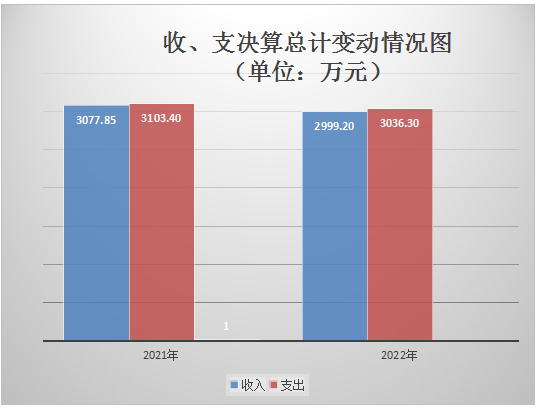 收、支决算总计变动情况图
（单位：万元）
3077.85
3103.40
2999.20
3036.30
1
2021年
2022年
收入
支出